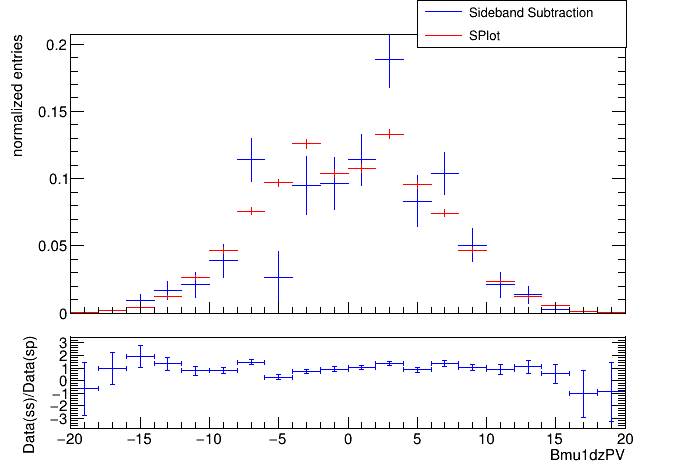 Sideband Subtraction
SPlot
normalized entries
0.2
0.15
0.1
0.05
0
Data(ss)/Data(sp)
3
2
1
0
−1
−2
−3
−20 −15 −10 −5 0 5 10 15 20
Bmu1dzPV